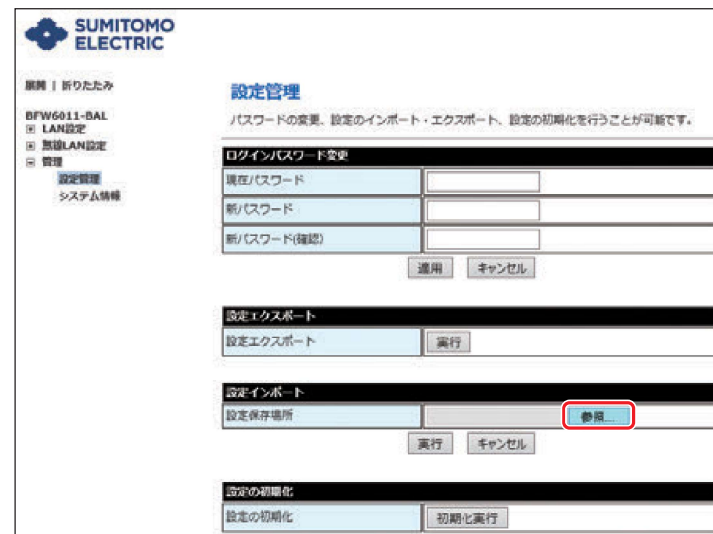 SUMITOMO
ELECTRIC
展開 | 折りたたみ
BFW6011-BAL
LAN設定
無線LAN設定
管理
設定管理
システム情報
設定管理
パスワードの変更、設定のインポート・エクスポート、設定の初期化を行うことが可能です。
ログインパスワード変更
現在パスワード
新パスワード
新パスワード(確認)
適用 キャンセル
設定エクスポート
設定エクスポート 実行
設定インポート
設定保存場所 参照...
実行 キャンセル
設定の初期化
設定の初期化 初期化実行